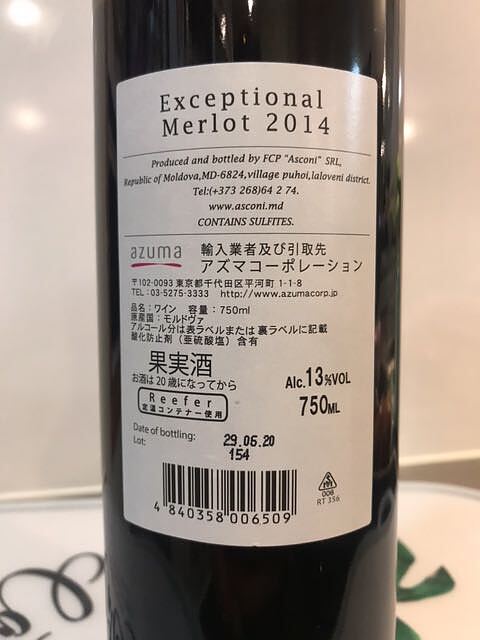 Exceptional
Merlot 2014
Produced and bottled by FCP "Asconi" SRL,
Republic of Moldova,MD-6824,village puhoi,Ialoveni district.
Tel:(+373 268)64 2 74.
www.asconi.md
CONTAINS SULFITES.
azuma
輸入業者及び引取先
アズマコーポレーション
〒102-0093 東京都千代田区平河町 1-1-8
TEL : 03-5275-3333 http://www.azumacorp.jp
品名:ワイン 容量:750ml
原産国:モルドヴァ
アルコール分は表ラベルまたは 裏ラベルに記載
酸化防止剤(亜硫酸塩)含有
果実酒
お酒は20歳になってから
Reefer
定温コンテナー使用
Alc.13%VOL
750ML
Date of bottling: 29.06.20
Lot: 154
4 840358 006509
008
RT 356